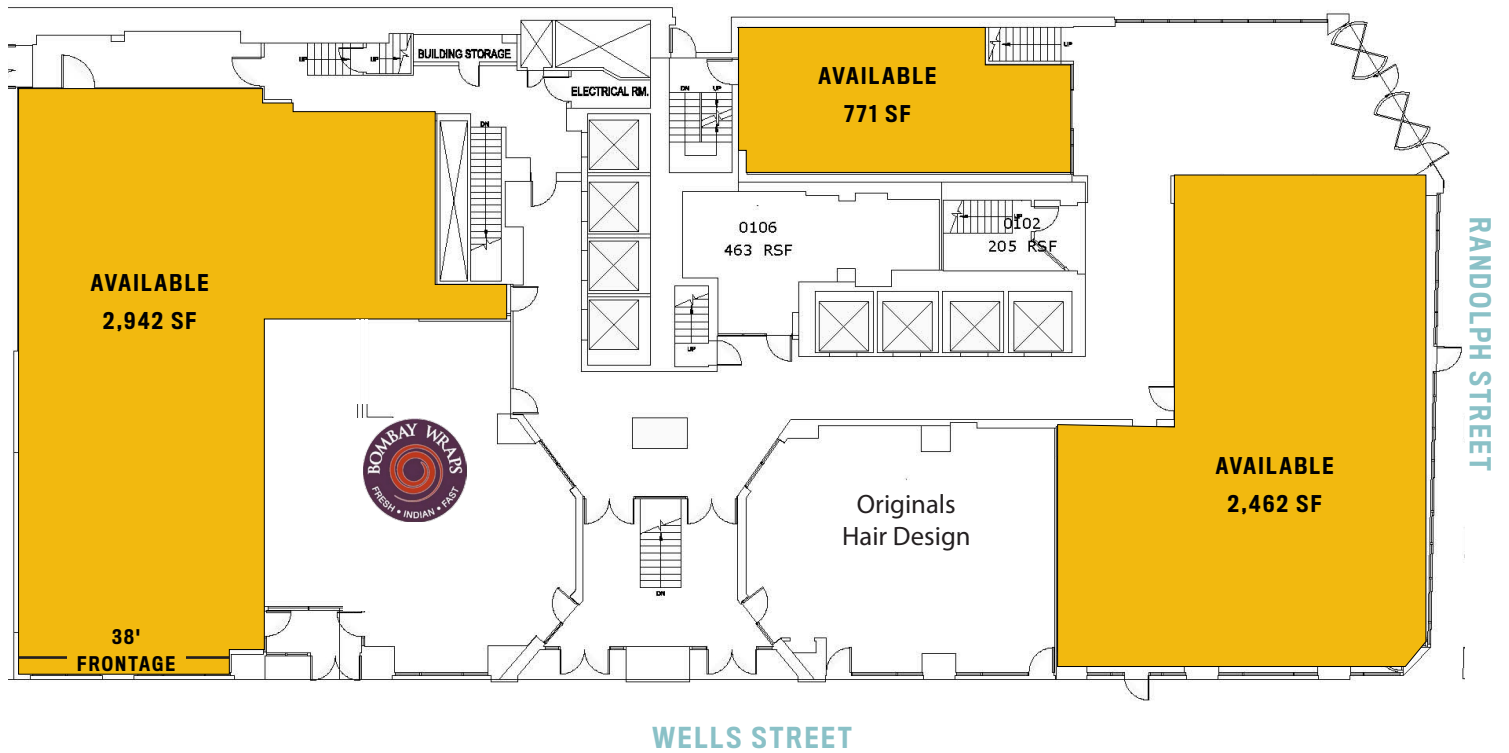 BUILDING STORAGE
UP
UP
ELECTRICAL RM.
DN
DN
UP
AVAILABLE
771 SF
UP
0106
463 RSF
UP
0102
205 RSF
AVAILABLE
2,942 SF
UP
BOMBAY WRAPS
FRESH • INDIAN • FAST
Originals
Hair Design
AVAILABLE
2,462 SF
RANDOLPH STREET
DN
38'
FRONTAGE
WELLS STREET